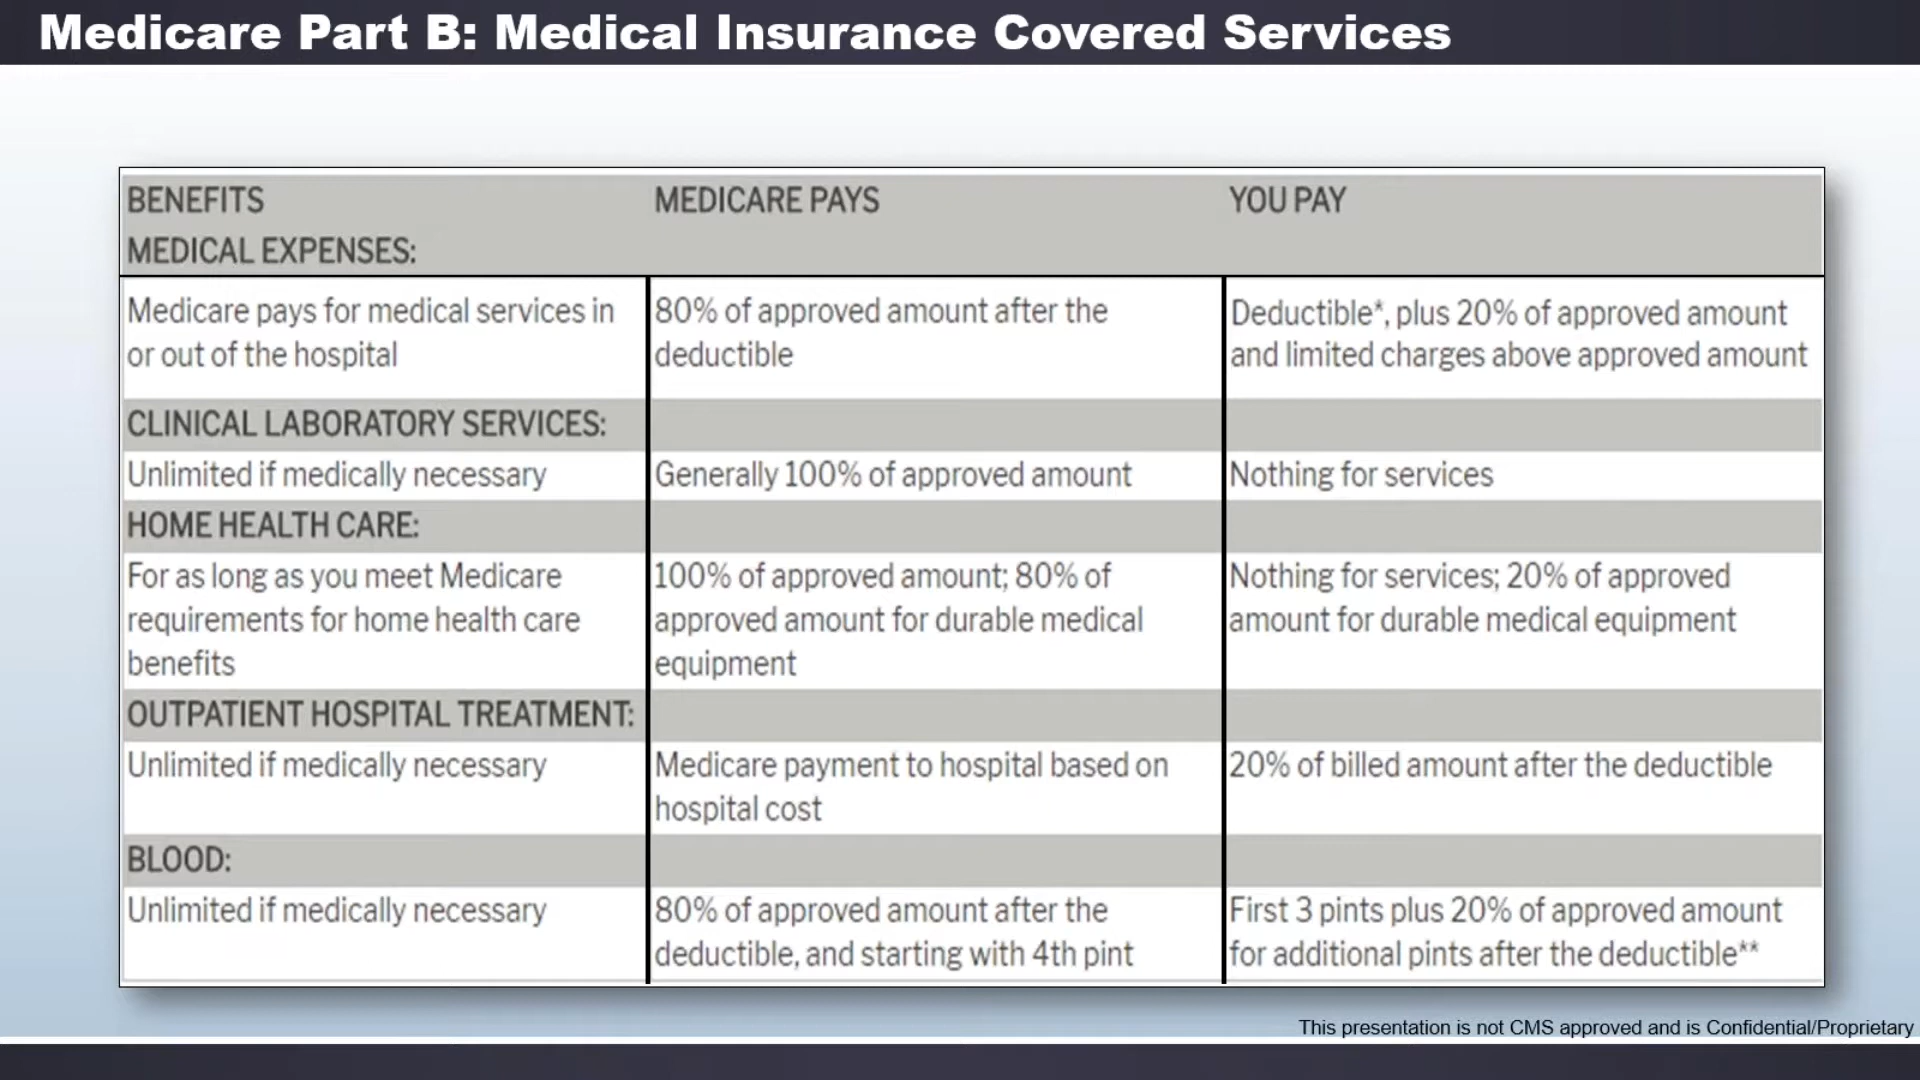 Medicare Part B: Medical Insurance Covered Services
BENEFITS
MEDICARE PAYS
YOU PAY
MEDICAL EXPENSES:
Medicare pays for medical services in
or out of the hospital
80% of approved amount after the
deductible
Deductible*, plus 20% of approved amount
and limited charges above approved amount
CLINICAL LABORATORY SERVICES:
Unlimited if medically necessary
Generally 100% of approved amount
Nothing for services
HOME HEALTH CARE:
For as long as you meet Medicare
requirements for home health care
benefits
100% of approved amount; 80% of
approved amount for durable medical
equipment
Nothing for services; 20% of approved
amount for durable medical equipment
OUTPATIENT HOSPITAL TREATMENT:
Unlimited if medically necessary
Medicare payment to hospital based on
hospital cost
20% of billed amount after the deductible
BLOOD:
Unlimited if medically necessary
80% of approved amount after the
deductible, and starting with 4th pint
First 3 pints plus 20% of approved amount
for additional pints after the deductible**
This presentation is not CMS approved and is Confidential/Proprietary